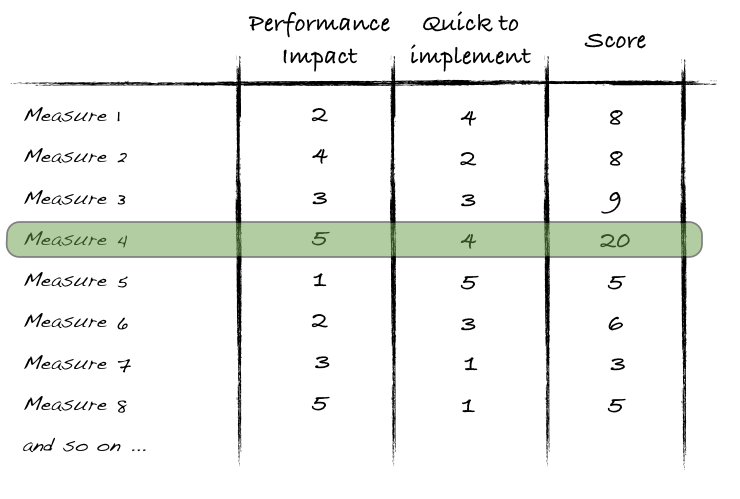 Performance Impact Quick to implement Score
Measure 1 2 4 8
Measure 2 4 2 8
Measure 3 3 3 9
Measure 4 5 4 20
Measure 5 1 5 5
Measure 6 2 3 6
Measure 7 3 1 3
Measure 8 5 1 5
and so on ...